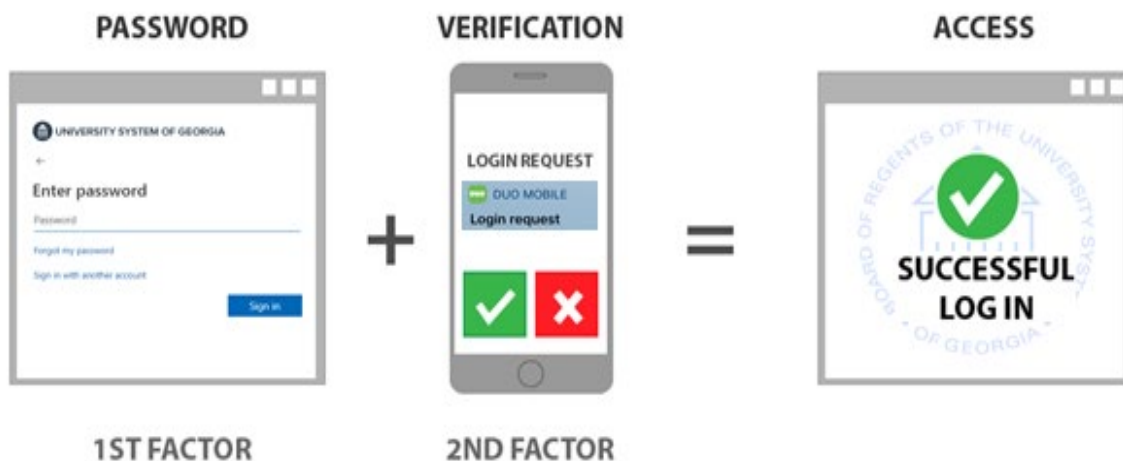 PASSWORD
VERIFICATION
ACCESS
UNIVERSITY SYSTEM OF GEORGIA
←
Enter password
Password
Forgot my password
Sign in with another account
Sign in
+
LOGIN REQUEST
DUO MOBILE
Login request
=
BOARD OF REGENTS OF THE UNIVERSITY SYST
SUCCESSFUL
LOG IN
• OF GEORGIA •
1ST FACTOR
2ND FACTOR